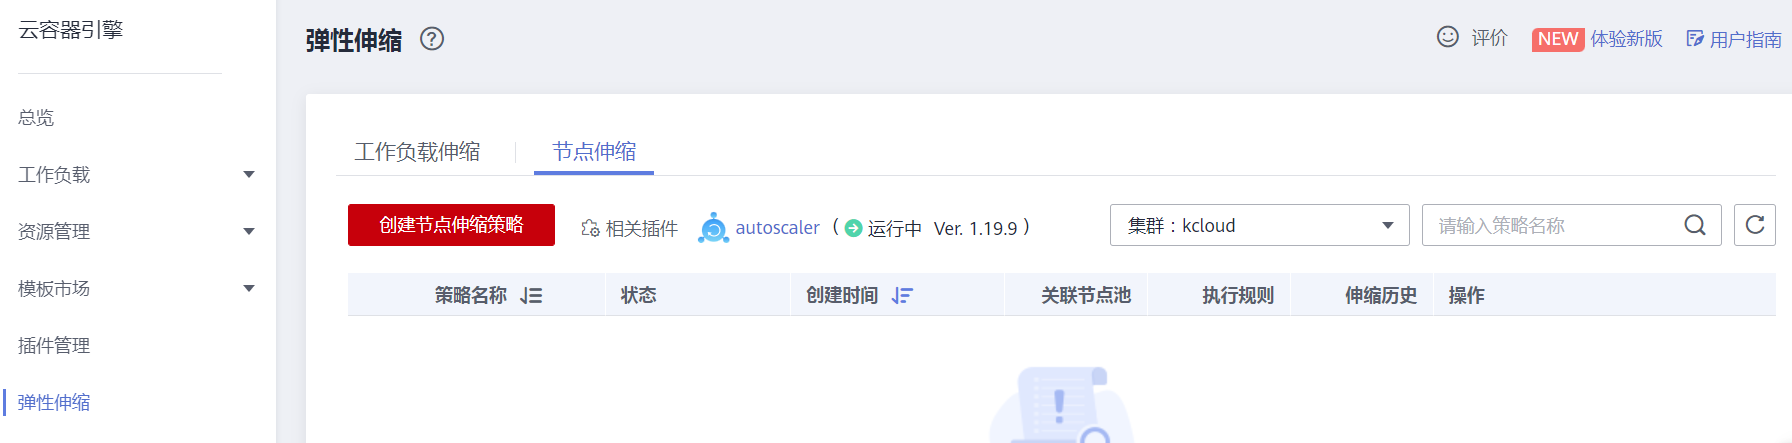 云容器引擎
总览
工作负载
资源管理
模板市场
插件管理
弹性伸缩
弹性伸缩 ?
评价 NEW 体验新版 用户指南
工作负载伸缩 节点伸缩
创建节点伸缩策略 相关插件 autoscaler ( 运行中 Ver. 1.19.9 ) 集群：kcloud 请输入策略名称
策略名称 状态 创建时间 关联节点池 执行规则 伸缩历史 操作